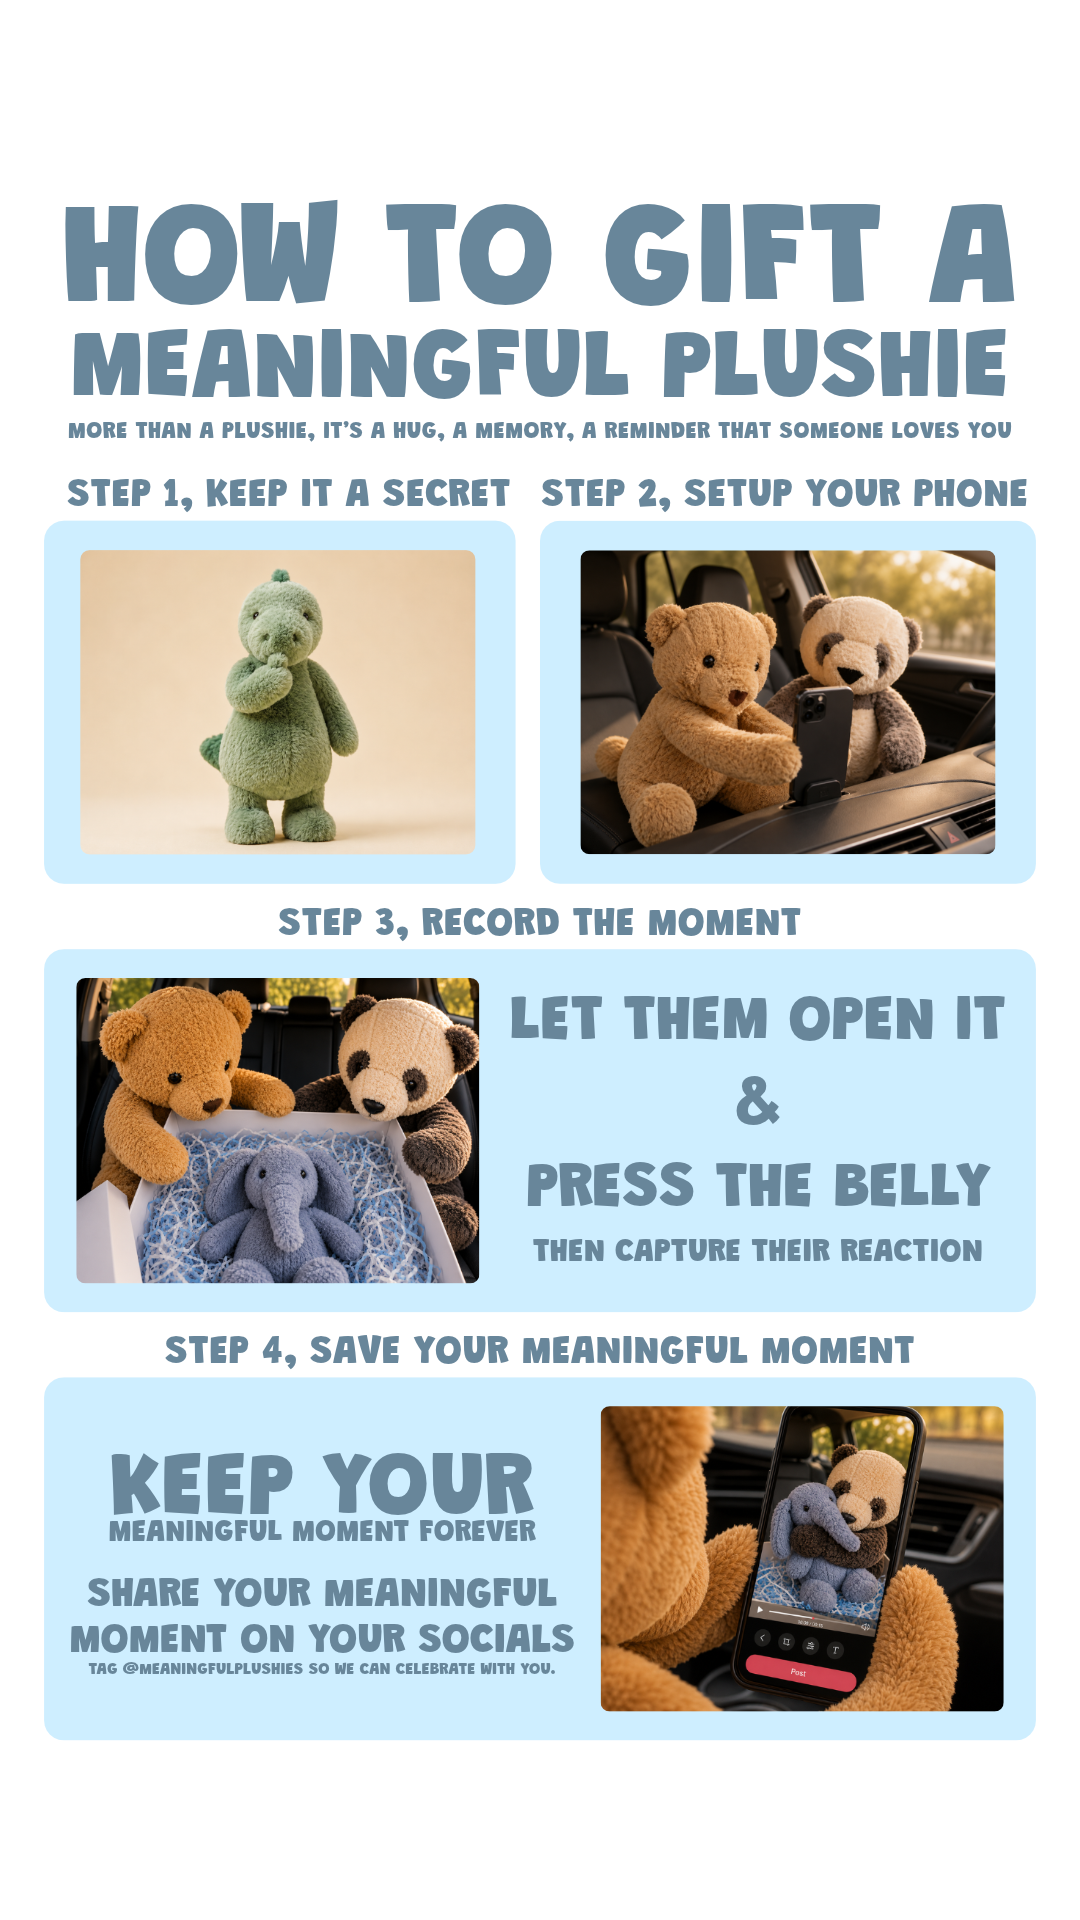 HOW TO GIFT A
MEANINGFUL PLUSHIE
MORE THAN A PLUSHIE, IT'S A HUG, A MEMORY, A REMINDER THAT SOMEONE LOVES YOU
STEP 1, KEEP IT A SECRET
STEP 2, SETUP YOUR PHONE
STEP 3, RECORD THE MOMENT
LET THEM OPEN IT
&
PRESS THE BELLY
THEN CAPTURE THEIR REACTION
STEP 4, SAVE YOUR MEANINGFUL MOMENT
KEEP YOUR
MEANINGFUL MOMENT FOREVER
SHARE YOUR MEANINGFUL
MOMENT ON YOUR SOCIALS
TAG @MEANINGFULPLUSHIES SO WE CAN CELEBRATE WITH YOU.
T
Post